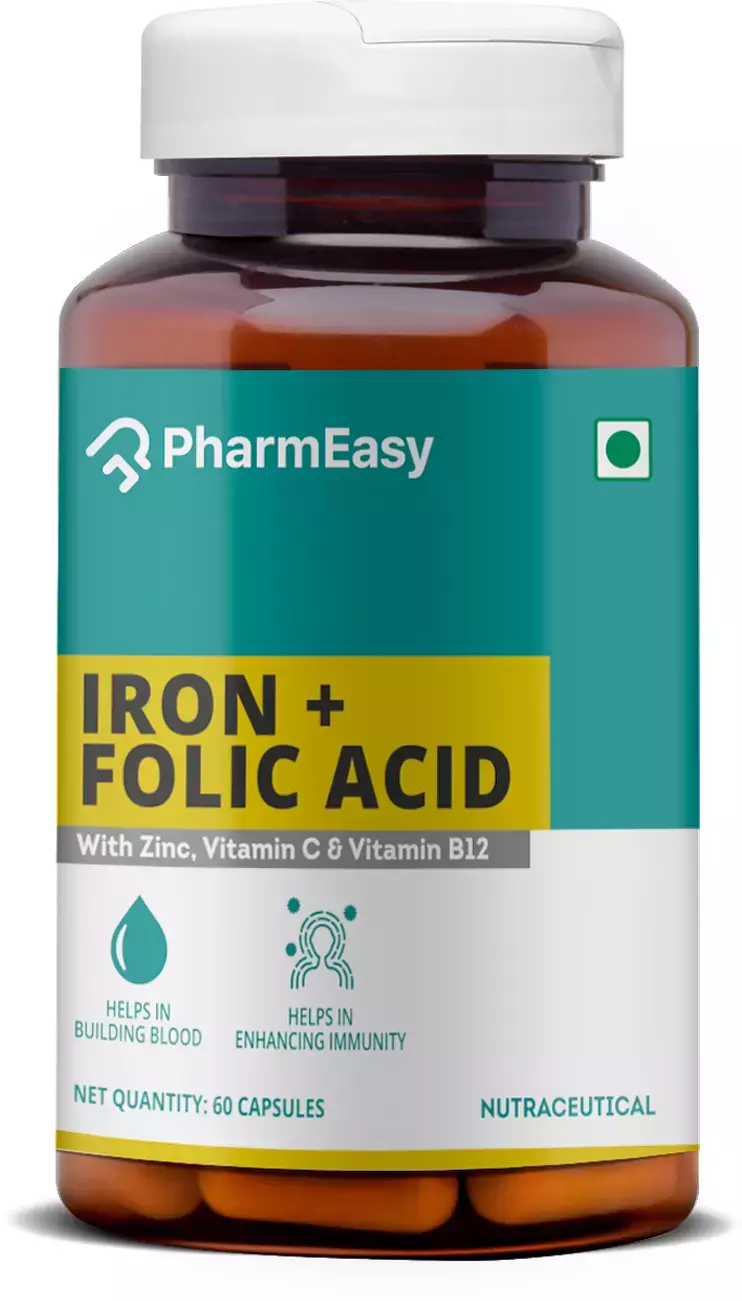 PharmEasy
IRON +
FOLIC ACID
With Zinc, Vitamin C & Vitamin B12
HELPS IN
BUILDING BLOOD
HELPS IN
ENHANCING IMMUNITY
NET QUANTITY: 60 CAPSULES
NUTRACEUTICAL